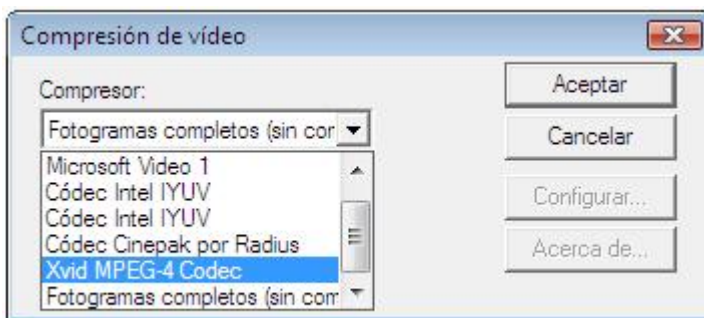 Compresión de vídeo
Compresor:
Fotogramas completos (sin cor
Microsoft Video 1
Códec Intel IYUV
Códec Intel IYUV
Códec Cinepak por Radius
Xvid MPEG-4 Codec
Fotogramas completos (sin com
Aceptar
Cancelar
Configurar...
Acerca de...